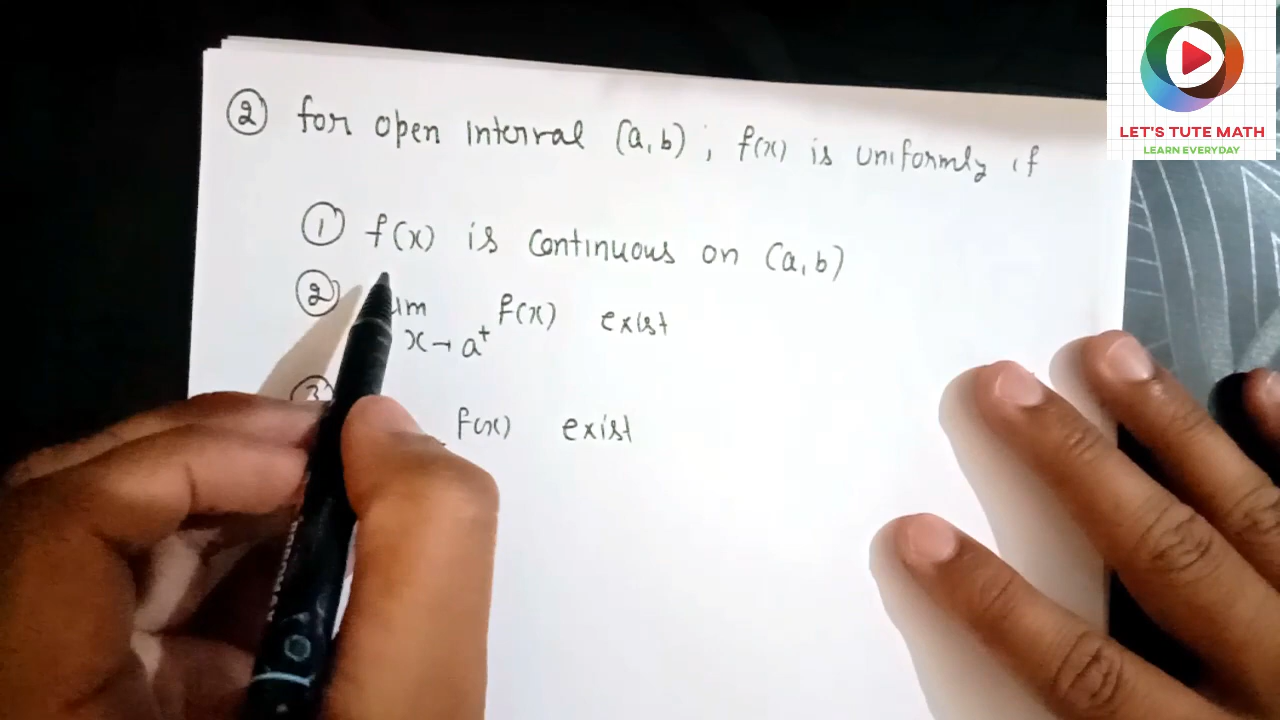 ② for open interval (a,b) ; f(x) is uniformly if
① f(x) is continuous on (a,b)
② lim f(x) exist
x→a⁺
③
f(x) exist
LET'S TUTE MATH
LEARN EVERYDAY